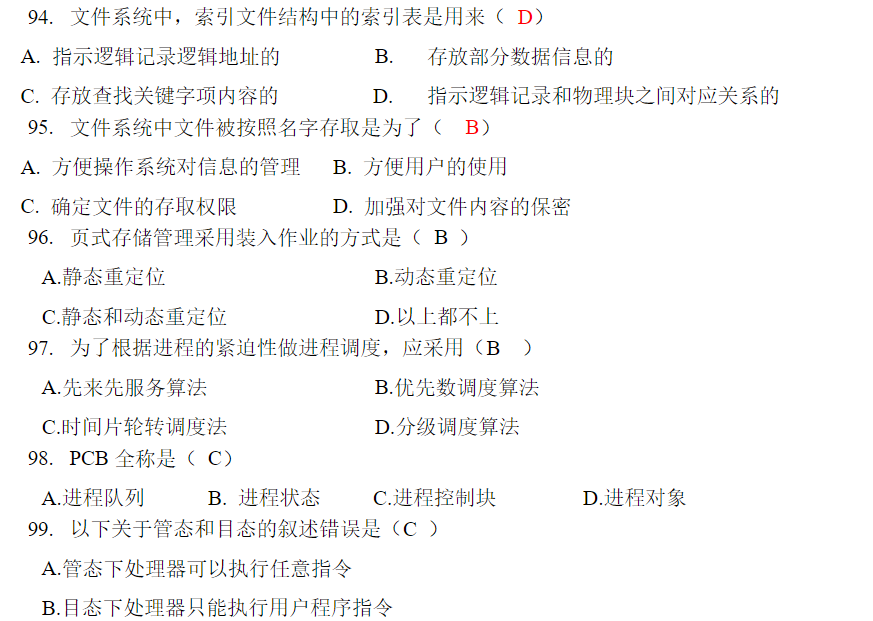 94. 文件系统中，索引文件结构中的索引表是用来（ D）
A. 指示逻辑记录逻辑地址的 B. 存放部分数据信息的
C. 存放查找关键字项内容的 D. 指示逻辑记录和物理块之间对应关系的
95. 文件系统中文件被按照名字存取是为了（ B）
A. 方便操作系统对信息的管理 B. 方便用户的使用
C. 确定文件的存取权限 D. 加强对文件内容的保密
96. 页式存储管理采用装入作业的方式是（ B ）
A.静态重定位 B.动态重定位
C.静态和动态重定位 D.以上都不上
97. 为了根据进程的紧迫性做进程调度，应采用（B ）
A.先来先服务算法 B.优先数调度算法
C.时间片轮转调度法 D.分级调度算法
98. PCB 全称是（ C）
A.进程队列 B. 进程状态 C.进程控制块 D.进程对象
99. 以下关于管态和目态的叙述错误是（C ）
A.管态下处理器可以执行任意指令
B.目态下处理器只能执行用户程序指令